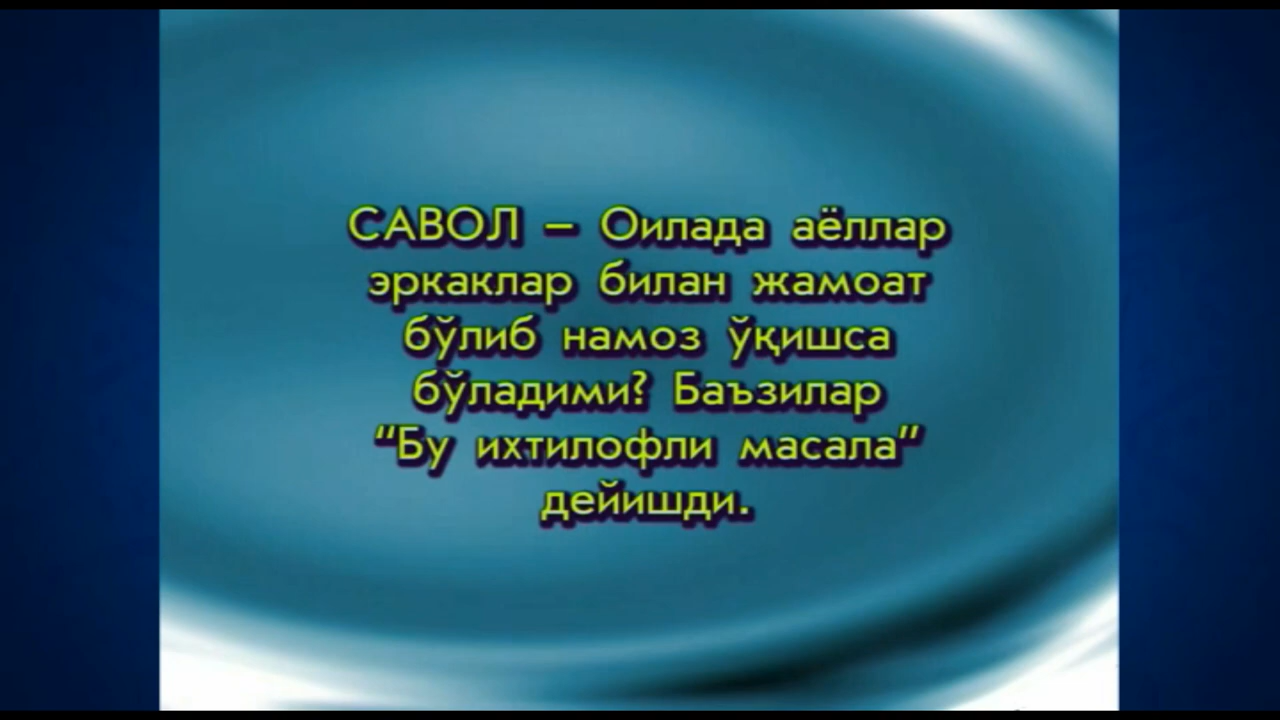 САВОЛ – Оилада аёллар
эркаклар билан жамоат
бўлиб намоз ўқишса
бўладими? Баъзилар
“Бу ихтилофли масала”
дейишди.